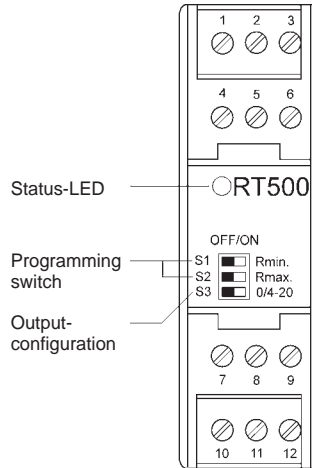 1 2 3
4 5 6
Status-LED
RT500
OFF/ON
Programming
switch
S1 Rmin.
S2 Rmax.
S3 0/4-20
Output-
configuration
7 8 9
10 11 12